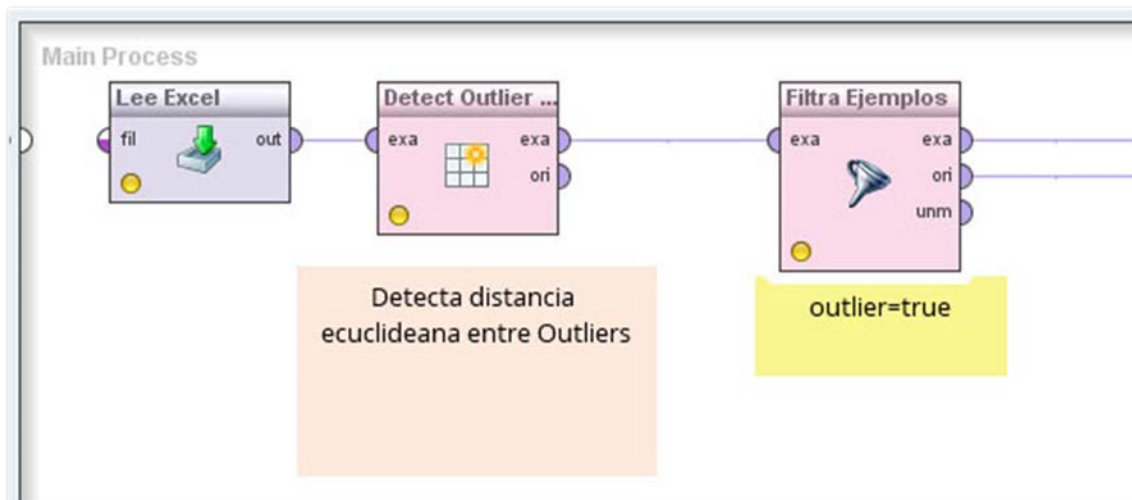 Main Process
Lee Excel
fil
out
Detect Outlier ...
exa
exa
ori
Filtra Ejemplos
exa
exa
ori
unm
Detecta distancia
ecuclideana entre Outliers
outlier=true